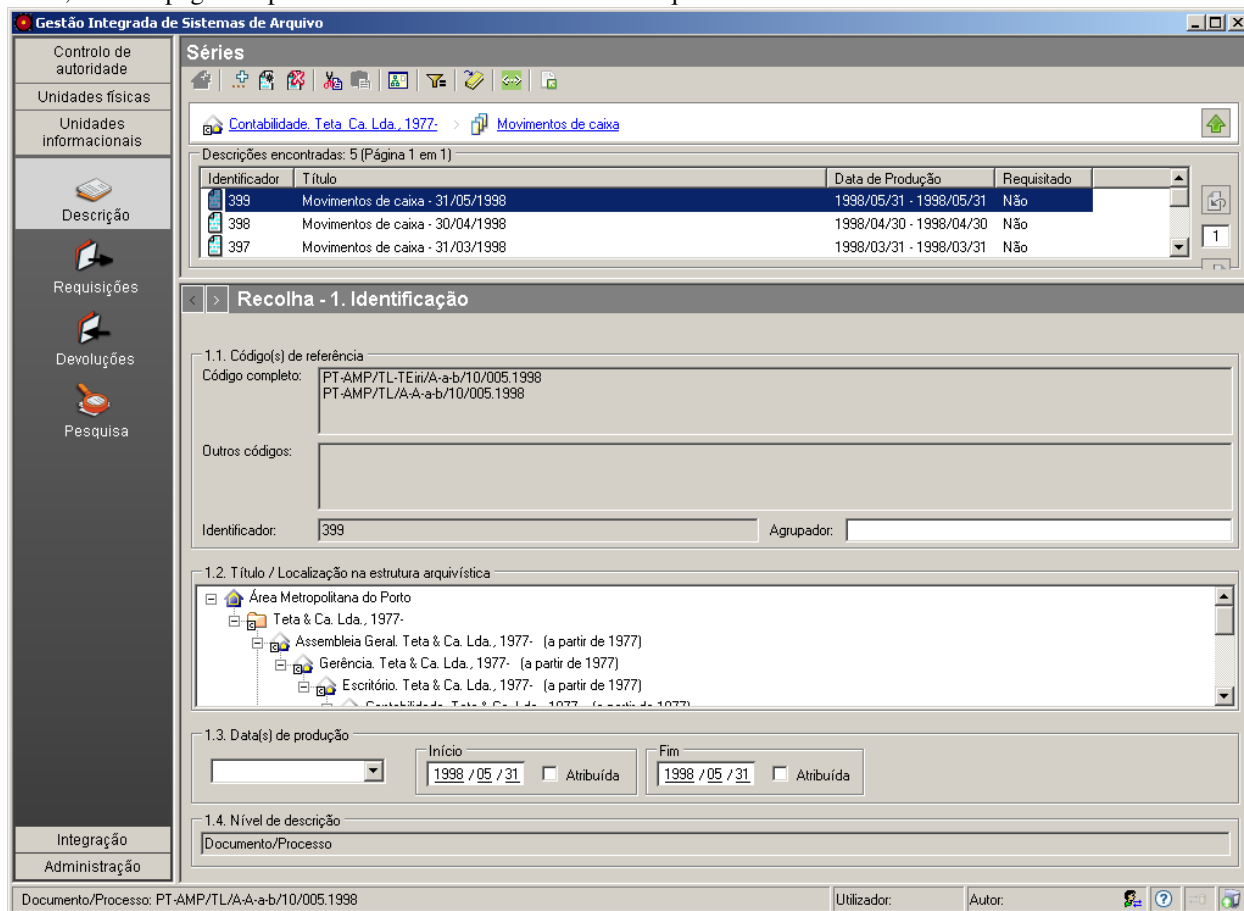 Gestão Integrada de Sistemas de Arquivo
Controlo de
autoridade
Unidades físicas
Unidades
informacionais
Descrição
Requisições
Devoluções
Pesquisa
Integração
Administração
Séries
Contabilidade. Teta Ca. Lda., 1977- > Movimentos de caixa
Descrições encontradas: 5 (Página 1 em 1)
Identificador Título Data de Produção Requisitado
399 Movimentos de caixa - 31/05/1998 1998/05/31 - 1998/05/31 Não
398 Movimentos de caixa - 30/04/1998 1998/04/30 - 1998/04/30 Não
397 Movimentos de caixa - 31/03/1998 1998/03/31 - 1998/03/31 Não
1
< > Recolha - 1. Identificação
1.1. Código(s) de referência
Código completo: PT-AMP/TL-TEiri/A-a-b/10/005.1998
PT-AMP/TL/A-A-a-b/10/005.1998
Outros códigos:
Identificador: 399 Agrupador:
1.2. Título / Localização na estrutura arquivística
Área Metropolitana do Porto
Teta & Ca. Lda., 1977-
Assembleia Geral. Teta & Ca. Lda., 1977- (a partir de 1977)
Gerência. Teta & Ca. Lda., 1977- (a partir de 1977)
Escritório. Teta & Ca. Lda., 1977- (a partir de 1977)
Contabilidade. Teta & Ca. Lda., 1977- (a partir de 1977)
1.3. Data(s) de produção
Início Fim
1998 / 05 / 31 Atribuída 1998 / 05 / 31 Atribuída
1.4. Nível de descrição
Documento/Processo
Documento/Processo: PT-AMP/TL/A-A-a-b/10/005.1998 Utilizador: Autor: